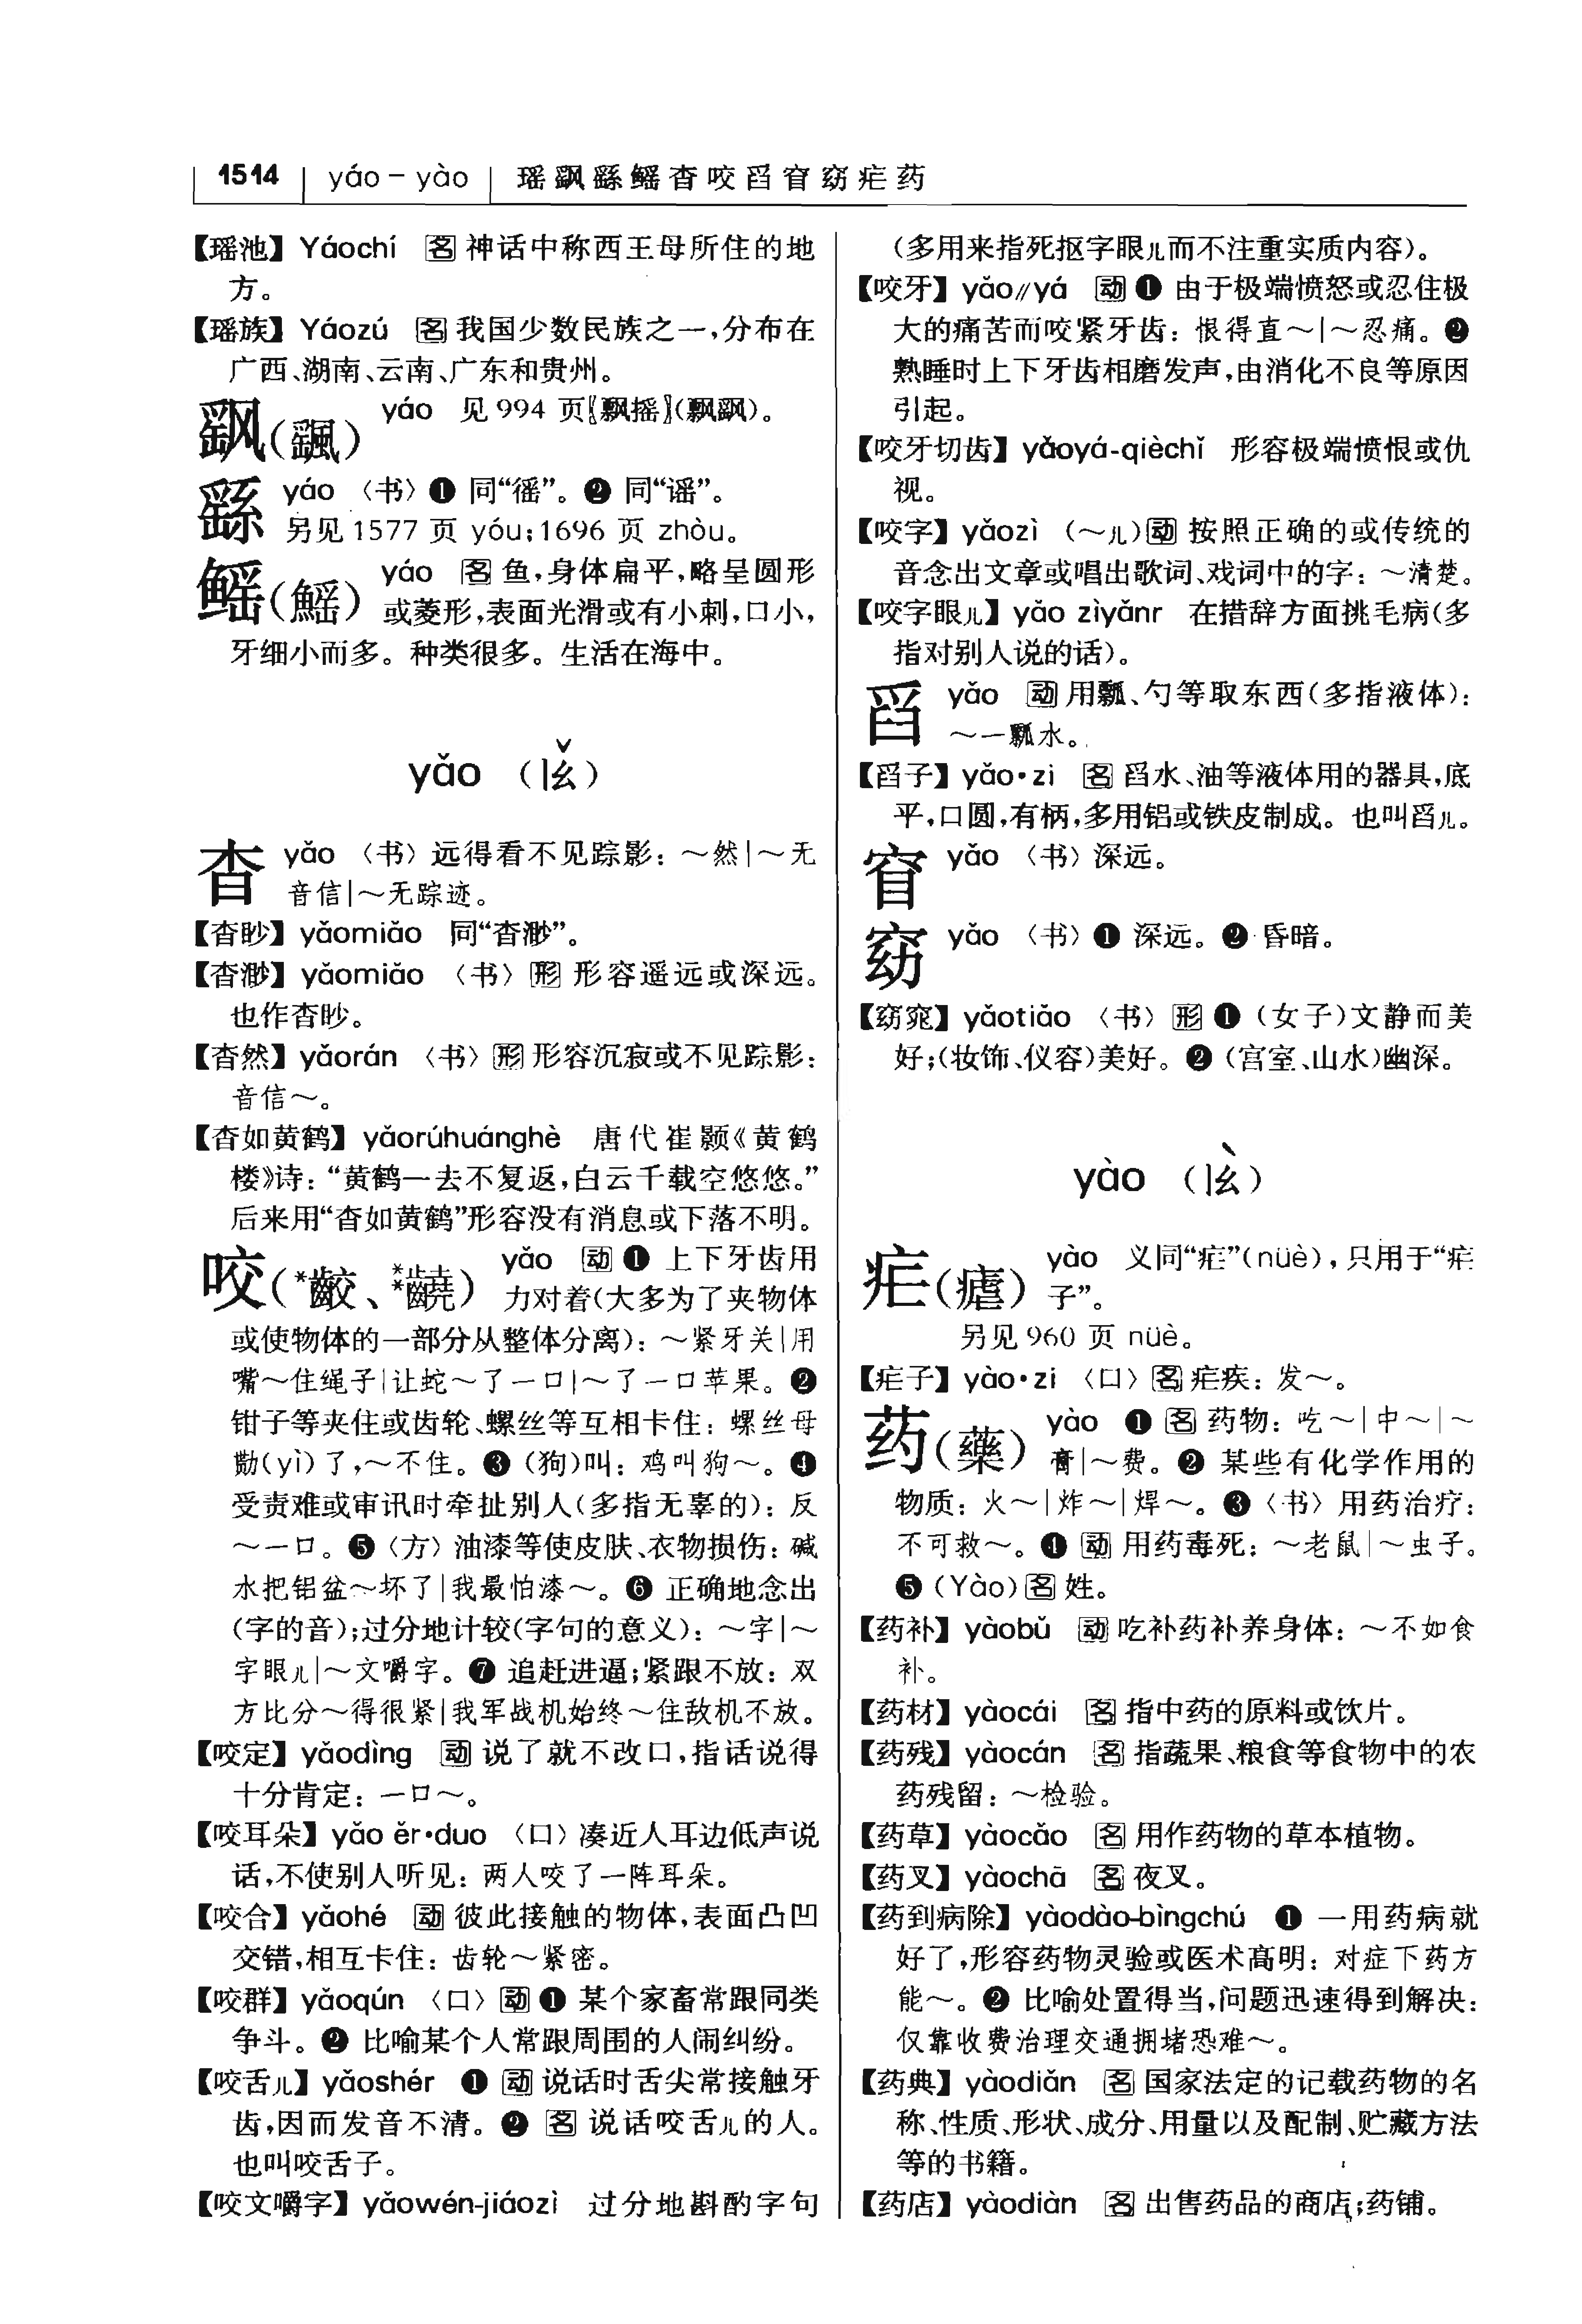 1514 yáo－yào 瑶飖繇鳐杳咬舀窅窈疟药
【瑶池】Yáochí 名 神话中称西王母所住的地
方。
【瑶族】Yáozú 名 我国少数民族之一，分布在
广西、湖南、云南、广东和贵州。
飖(颻) yáo 见 994 页〖飘摇〗(飘飖)。
繇 yáo 〈书〉❶ 同“徭”。❷ 同“谣”。
另见 1577 页 yóu；1696 页 zhòu。
鳐(鰩) yáo 名 鱼，身体扁平，略呈圆形
或菱形，表面光滑或有小刺，口小，
牙细小而多。种类很多。生活在海中。
yǎo （ㄧㄠˇ）
杳 yǎo 〈书〉远得看不见踪影：～然|～无
音信|～无踪迹。
【杳眇】yǎomiǎo 同“杳渺”。
【杳渺】yǎomiǎo 〈书〉形 形容遥远或深远。
也作杳眇。
【杳然】yǎorán 〈书〉形 形容沉寂或不见踪影：
音信～。
【杳如黄鹤】yǎorúhuánghè 唐代崔颢《黄鹤
楼》诗：“黄鹤一去不复返，白云千载空悠悠。”
后来用“杳如黄鹤”形容没有消息或下落不明。
咬(*齩、**齧) yǎo 动 ❶ 上下牙齿用
力对着(大多为了夹物体
或使物体的一部分从整体分离)：～紧牙关|用
嘴～住绳子|让蛇～了一口|～了一口苹果。❷
钳子等夹住或齿轮、螺丝等互相卡住：螺丝母
勚(yì)了，～不住。❸ (狗)叫：鸡叫狗～。❹
受责难或审讯时牵扯别人(多指无辜的)：反
～一口。❺〈方〉油漆等使皮肤、衣物损伤：碱
水把铝盆～坏了|我最怕漆～。❻ 正确地念出
(字的音)；过分地计较(字句的意义)：～字|～
字眼儿|～文嚼字。❼ 追赶进逼；紧跟不放：双
方比分～得很紧|我军战机始终～住敌机不放。
【咬定】yǎodìng 动 说了就不改口，指话说得
十分肯定：一口～。
【咬耳朵】yǎo ěr·duo 〈口〉凑近人耳边低声说
话，不使别人听见：两人咬了一阵耳朵。
【咬合】yǎohé 动 彼此接触的物体，表面凸凹
交错，相互卡住：齿轮～紧密。
【咬群】yǎoqún 〈口〉动 ❶ 某个家畜常跟同类
争斗。❷ 比喻某个人常跟周围的人闹纠纷。
【咬舌儿】yǎoshér ❶ 动 说话时舌尖常接触牙
齿，因而发音不清。❷ 名 说话咬舌儿的人。
也叫咬舌子。
【咬文嚼字】yǎowén-jiáozì 过分地斟酌字句
(多用来指死抠字眼儿而不注重实质内容)。
【咬牙】yǎo∥yá 动 ❶ 由于极端愤怒或忍住极
大的痛苦而咬紧牙齿：恨得直～|～忍痛。❷
熟睡时上下牙齿相磨发声，由消化不良等原因
引起。
【咬牙切齿】yǎoyá-qièchǐ 形容极端愤恨或仇
视。
【咬字】yǎozì (～儿)动 按照正确的或传统的
音念出文章或唱出歌词、戏词中的字：～清楚。
【咬字眼儿】yǎo zìyǎnr 在措辞方面挑毛病(多
指对别人说的话)。
舀 yǎo 动 用瓢、勺等取东西(多指液体)：
～一瓢水。
【舀子】yǎo·zi 名 舀水、油等液体用的器具，底
平，口圆，有柄，多用铝或铁皮制成。也叫舀儿。
窅 yǎo 〈书〉深远。
窈 yǎo 〈书〉❶ 深远。❷ 昏暗。
【窈窕】yǎotiǎo 〈书〉形 ❶ (女子)文静而美
好；(妆饰、仪容)美好。❷ (宫室、山水)幽深。
yào （ㄧㄠˋ）
疟(瘧) yào 义同“疟”(nüè)，只用于“疟
子”。
另见 960 页 nüè。
【疟子】yào·zi 〈口〉名 疟疾：发～。
药(藥) yào ❶ 名 药物：吃～|中～|～
膏|～费。❷ 某些有化学作用的
物质：火～|炸～|焊～。❸〈书〉用药治疗：
不可救～。❹ 动 用药毒死：～老鼠|～虫子。
❺ (Yào)名 姓。
【药补】yàobǔ 动 吃补药补养身体：～不如食
补。
【药材】yàocái 名 指中药的原料或饮片。
【药残】yàocán 名 指蔬果、粮食等食物中的农
药残留：～检验。
【药草】yàocǎo 名 用作药物的草本植物。
【药叉】yàochā 名 夜叉。
【药到病除】yàodào-bìngchú ❶ 一用药病就
好了，形容药物灵验或医术高明：对症下药方
能～。❷ 比喻处置得当，问题迅速得到解决：
仅靠收费治理交通拥堵恐难～。
【药典】yàodiǎn 名 国家法定的记载药物的名
称、性质、形状、成分、用量以及配制、贮藏方法
等的书籍。
【药店】yàodiàn 名 出售药品的商店；药铺。